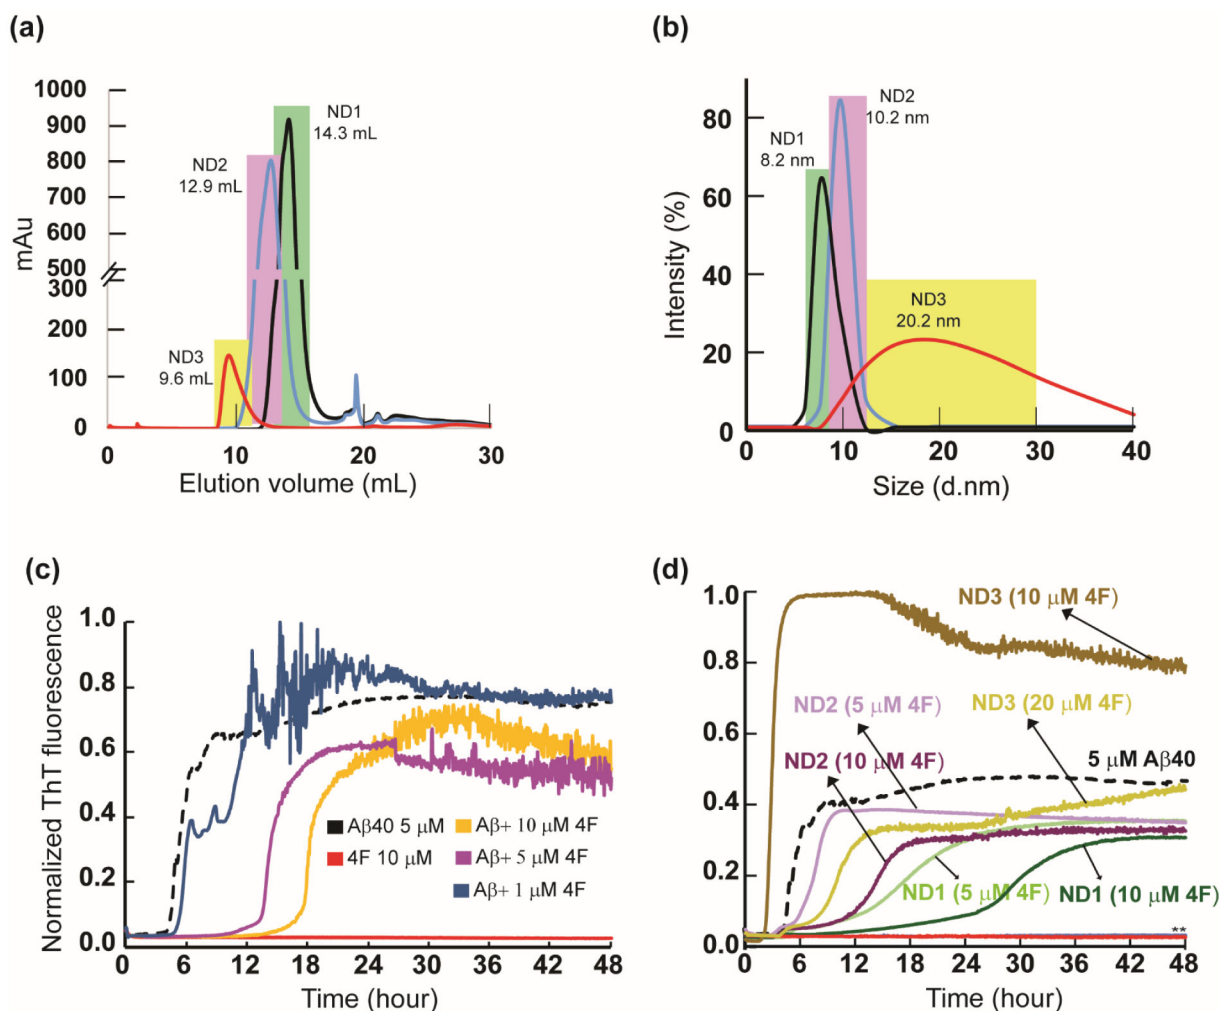 (a)
1000
900
800
700
600
500
300
200
100
0
mAu
ND1
14.3 mL
ND2
12.9 mL
ND3
9.6 mL
0 10 20 30
Elution volume (mL)
(b)
80
60
40
20
0
Intensity (%)
ND2
10.2 nm
ND1
8.2 nm
ND3
20.2 nm
0 10 20 30 40
Size (d.nm)
(c)
Normalized ThT fluorescence
1.0
0.8
0.6
0.4
0.2
0.0
Aβ40 5 μM
4F 10 μM
Aβ+ 10 μM 4F
Aβ+ 5 μM 4F
Aβ+ 1 μM 4F
0 6 12 18 24 30 36 42 48
Time (hour)
(d)
1.0
0.8
0.6
0.4
0.2
0.0
ND3 (10 μM 4F)
ND2 (5 μM 4F)
ND3 (20 μM 4F)
ND2 (10 μM 4F)
5 μM Aβ40
ND1 (5 μM 4F)
ND1 (10 μM 4F)
**
0 6 12 18 24 30 36 42 48
Time (hour)